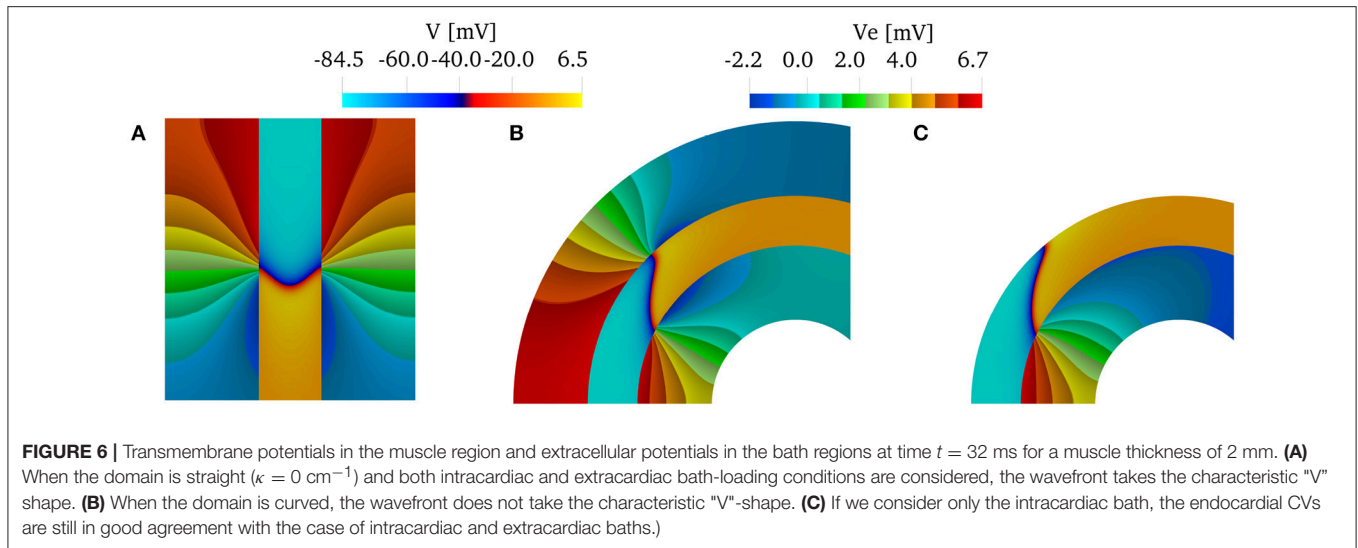 V [mV]
-84.5 -60.0 -40.0 -20.0 6.5
Ve [mV]
-2.2 0.0 2.0 4.0 6.7
A
B
C
FIGURE 6 | Transmembrane potentials in the muscle region and extracellular potentials in the bath regions at time t = 32 ms for a muscle thickness of 2 mm. (A)
When the domain is straight (κ = 0 cm⁻¹) and both intracardiac and extracardiac bath-loading conditions are considered, the wavefront takes the characteristic "V"
shape. (B) When the domain is curved, the wavefront does not take the characteristic "V"-shape. (C) If we consider only the intracardiac bath, the endocardial CVs
are still in good agreement with the case of intracardiac and extracardiac baths.)